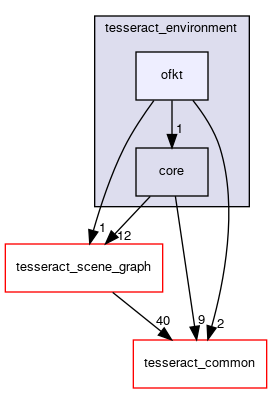 tesseract_environment
ofkt
1
core
1
12
tesseract_scene_graph
40
9
2
tesseract_common